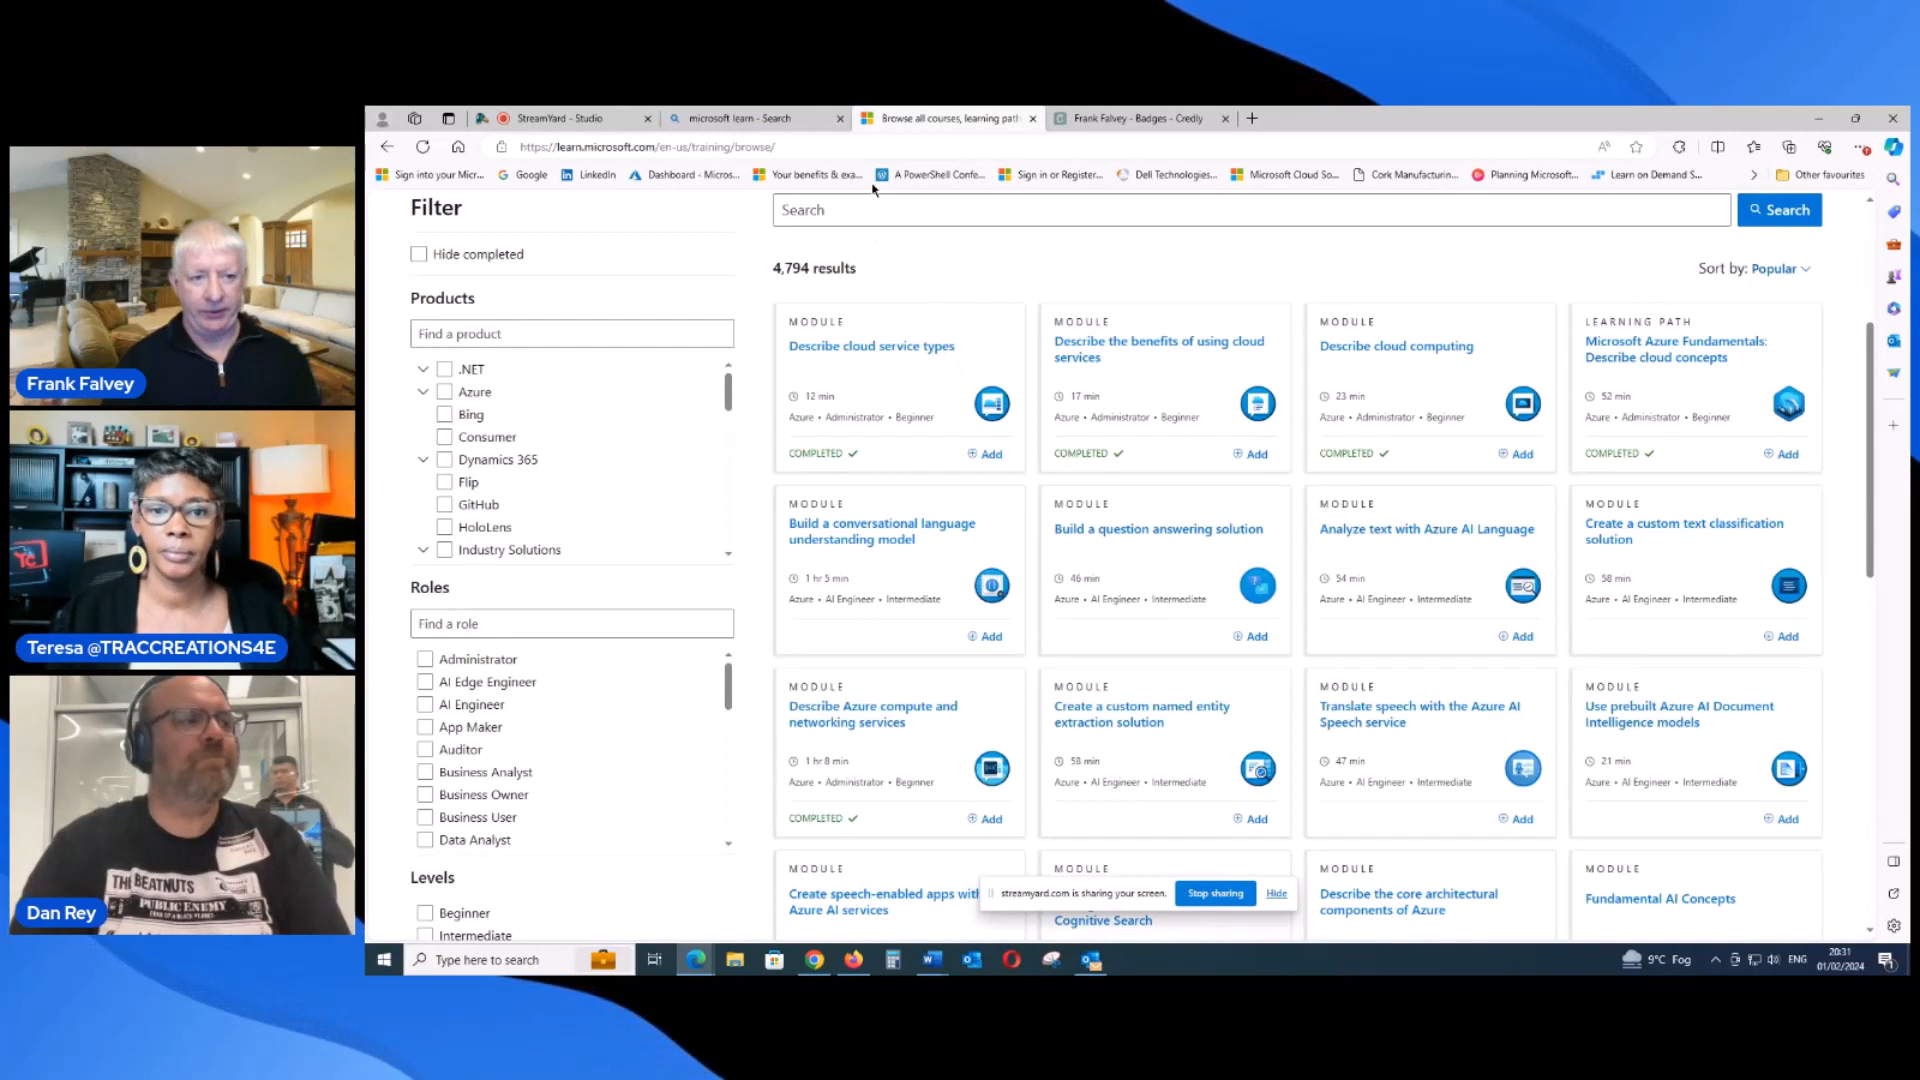 Frank Falvey
Teresa @TRACCREATIONS4E
TC
THE BEATNUTS
PUBLIC ENEMY
Dan Rey
StreamYard - Studio
microsoft learn - Search
Browse all courses, learning path
Frank Falvey - Badges - Credly
https://learn.microsoft.com/en-us/training/browse/
Sign into your Micr...
Google
LinkedIn
Dashboard - Micros...
Your benefits & exa...
A PowerShell Confe...
Sign in or Register...
Dell Technologies...
Microsoft Cloud So...
Cork Manufacturin...
Planning Microsoft...
Learn on Demand S...
Other favourites
Filter
Hide completed
Products
Find a product
.NET
Azure
Bing
Consumer
Dynamics 365
Flip
GitHub
HoloLens
Industry Solutions
Roles
Find a role
Administrator
AI Edge Engineer
AI Engineer
App Maker
Auditor
Business Analyst
Business Owner
Business User
Data Analyst
Levels
Beginner
Intermediate
Search
Search
4,794 results
Sort by: Popular
MODULE
Describe cloud service types
12 min
Azure • Administrator • Beginner
COMPLETED
Add
MODULE
Describe the benefits of using cloud
services
17 min
Azure • Administrator • Beginner
COMPLETED
Add
MODULE
Describe cloud computing
23 min
Azure • Administrator • Beginner
COMPLETED
Add
LEARNING PATH
Microsoft Azure Fundamentals:
Describe cloud concepts
52 min
Azure • Administrator • Beginner
COMPLETED
Add
MODULE
Build a conversational language
understanding model
1 hr 5 min
Azure • AI Engineer • Intermediate
Add
MODULE
Build a question answering solution
46 min
Azure • AI Engineer • Intermediate
Add
MODULE
Analyze text with Azure AI Language
54 min
Azure • AI Engineer • Intermediate
Add
MODULE
Create a custom text classification
solution
58 min
Azure • AI Engineer • Intermediate
Add
MODULE
Describe Azure compute and
networking services
1 hr 8 min
Azure • Administrator • Beginner
COMPLETED
Add
MODULE
Create a custom named entity
extraction solution
58 min
Azure • AI Engineer • Intermediate
Add
MODULE
Translate speech with the Azure AI
Speech service
47 min
Azure • AI Engineer • Intermediate
Add
MODULE
Use prebuilt Azure AI Document
Intelligence models
21 min
Azure • AI Engineer • Intermediate
Add
MODULE
Create speech-enabled apps with
Azure AI services
MODULE
Cognitive Search
MODULE
Describe the core architectural
components of Azure
MODULE
Fundamental AI Concepts
streamyard.com is sharing your screen.
Stop sharing
Hide
Type here to search
9°C Fog
ENG
20:31
01/02/2024